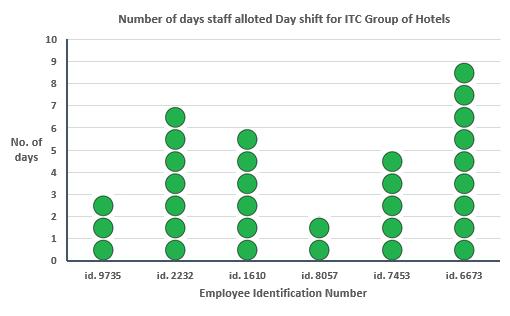 Number of days staff alloted Day shift for ITC Group of Hotels
10
9
8
7
6
5
4
3
2
1
0
No. of
days
id. 9735 id. 2232 id. 1610 id. 8057 id. 7453 id. 6673
Employee Identification Number